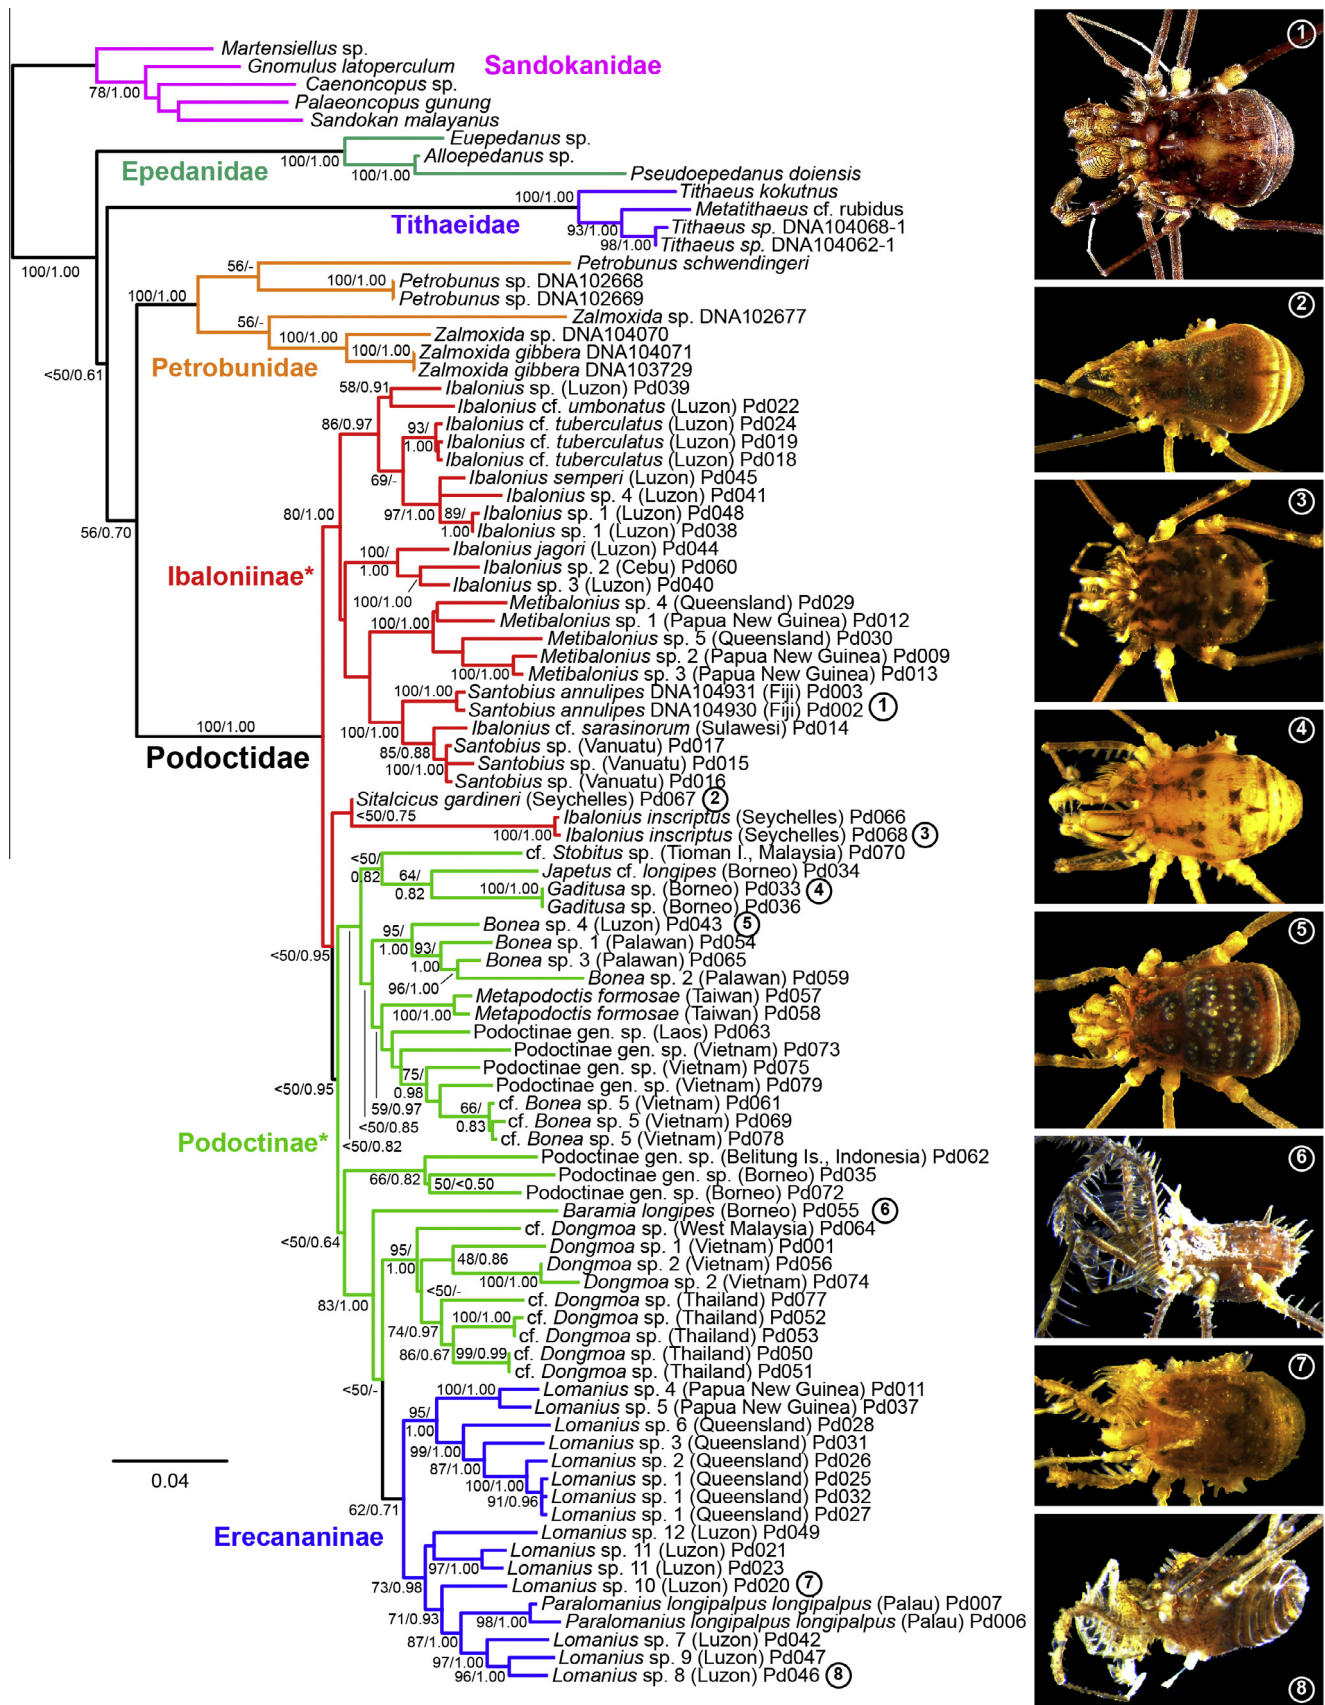 Martensiellus sp.
Gnomulus latoperculum
Sandokanidae
78/1.00
Caenoncopus sp.
Palaeoncopus gunung
Sandokan malayanus
Euepedanus sp.
100/1.00
Alloepedanus sp.
Epedanidae
100/1.00
Pseudoepedanus doiensis
100/1.00
Tithaeus kokutnus
Metatithaeus cf. rubidus
Tithaeidae
93/1.00
Tithaeus sp. DNA104068-1
98/1.00
Tithaeus sp. DNA104062-1
100/1.00
56/-
Petrobunus schwendingeri
100/1.00
100/1.00
Petrobunus sp. DNA102668
Petrobunus sp. DNA102669
56/-
Zalmoxida sp. DNA102677
100/1.00
Zalmoxida sp. DNA104070
100/1.00
Zalmoxida gibbera DNA104071
Petrobunidae
Zalmoxida gibbera DNA103729
<50/0.61
58/0.91
Ibalonius sp. (Luzon) Pd039
Ibalonius cf. umbonatus (Luzon) Pd022
86/0.97
93/
1.00
Ibalonius cf. tuberculatus (Luzon) Pd024
Ibalonius cf. tuberculatus (Luzon) Pd019
Ibalonius cf. tuberculatus (Luzon) Pd018
69/-
Ibalonius semperi (Luzon) Pd045
Ibalonius sp. 4 (Luzon) Pd041
80/1.00
97/1.00
89/
1.00
Ibalonius sp. 1 (Luzon) Pd048
Ibalonius sp. 1 (Luzon) Pd038
56/0.70
100/
1.00
Ibalonius jagori (Luzon) Pd044
Ibalonius sp. 2 (Cebu) Pd060
Ibaloniinae*
Ibalonius sp. 3 (Luzon) Pd040
100/1.00
Metibalonius sp. 4 (Queensland) Pd029
100/1.00
Metibalonius sp. 1 (Papua New Guinea) Pd012
Metibalonius sp. 5 (Queensland) Pd030
Metibalonius sp. 2 (Papua New Guinea) Pd009
100/1.00
Metibalonius sp. 3 (Papua New Guinea) Pd013
100/1.00
Santobius annulipes DNA104931 (Fiji) Pd003
Santobius annulipes DNA104930 (Fiji) Pd002 1
100/1.00
100/1.00
Ibalonius cf. sarasinorum (Sulawesi) Pd014
Podoctidae
85/0.88
Santobius sp. (Vanuatu) Pd017
100/1.00
Santobius sp. (Vanuatu) Pd015
Santobius sp. (Vanuatu) Pd016
Sitalcicus gardineri (Seychelles) Pd067 2
<50/0.75
Ibalonius inscriptus (Seychelles) Pd066
100/1.00
Ibalonius inscriptus (Seychelles) Pd068 3
<50/
0.82
cf. Stobitus sp. (Tioman I., Malaysia) Pd070
64/
0.82
Japetus cf. longipes (Borneo) Pd034
100/1.00
Gaditusa sp. (Borneo) Pd033 4
Gaditusa sp. (Borneo) Pd036
95/
1.00
Bonea sp. 4 (Luzon) Pd043 5
93/
1.00
Bonea sp. 1 (Palawan) Pd054
<50/0.95
Bonea sp. 3 (Palawan) Pd065
96/1.00
Bonea sp. 2 (Palawan) Pd059
Metapodoctis formosae (Taiwan) Pd057
100/1.00
Metapodoctis formosae (Taiwan) Pd058
Podoctinae gen. sp. (Laos) Pd063
Podoctinae gen. sp. (Vietnam) Pd073
75/
0.98
Podoctinae gen. sp. (Vietnam) Pd075
<50/0.95
Podoctinae gen. sp. (Vietnam) Pd079
59/0.97
66/
0.83
cf. Bonea sp. 5 (Vietnam) Pd061
<50/0.85
cf. Bonea sp. 5 (Vietnam) Pd069
Podoctinae*
<50/0.82
cf. Bonea sp. 5 (Vietnam) Pd078
Podoctinae gen. sp. (Belitung Is., Indonesia) Pd062
66/0.82
50/<0.50
Podoctinae gen. sp. (Borneo) Pd035
Podoctinae gen. sp. (Borneo) Pd072
Baramia longipes (Borneo) Pd055 6
<50/0.64
cf. Dongmoa sp. (West Malaysia) Pd064
95/
1.00
48/0.86
Dongmoa sp. 1 (Vietnam) Pd001
Dongmoa sp. 2 (Vietnam) Pd056
100/1.00
Dongmoa sp. 2 (Vietnam) Pd074
<50/-
83/1.00
cf. Dongmoa sp. (Thailand) Pd077
100/1.00
cf. Dongmoa sp. (Thailand) Pd052
74/0.97
cf. Dongmoa sp. (Thailand) Pd053
86/0.67
99/0.99
cf. Dongmoa sp. (Thailand) Pd050
cf. Dongmoa sp. (Thailand) Pd051
<50/-
100/1.00
Lomanius sp. 4 (Papua New Guinea) Pd011
95/
1.00
Lomanius sp. 5 (Papua New Guinea) Pd037
Lomanius sp. 6 (Queensland) Pd028
99/1.00
Lomanius sp. 3 (Queensland) Pd031
87/1.00
Lomanius sp. 2 (Queensland) Pd026
0.04
100/1.00
Lomanius sp. 1 (Queensland) Pd025
91/0.96
Lomanius sp. 1 (Queensland) Pd032
62/0.71
Lomanius sp. 1 (Queensland) Pd027
Erecananinae
Lomanius sp. 12 (Luzon) Pd049
Lomanius sp. 11 (Luzon) Pd021
97/1.00
Lomanius sp. 11 (Luzon) Pd023
73/0.98
Lomanius sp. 10 (Luzon) Pd020 7
Paralomanius longipalpus longipalpus (Palau) Pd007
71/0.93
98/1.00
Paralomanius longipalpus longipalpus (Palau) Pd006
87/1.00
Lomanius sp. 7 (Luzon) Pd042
97/1.00
Lomanius sp. 9 (Luzon) Pd047
96/1.00
Lomanius sp. 8 (Luzon) Pd046 8
1
2
3
4
5
6
7
8